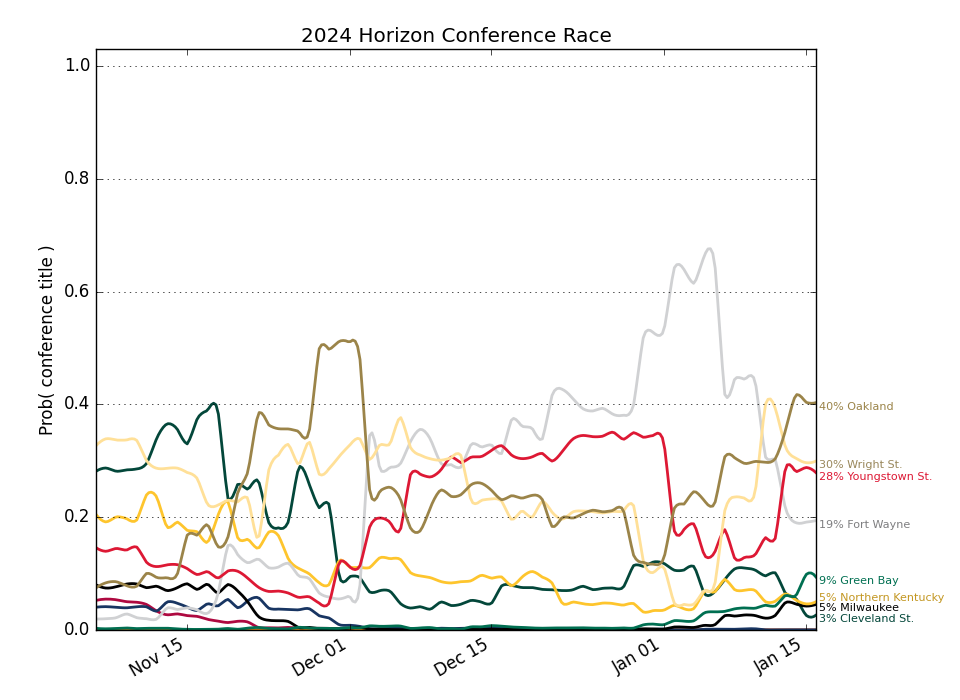 2024 Horizon Conference Race
Prob( conference title )
1.0
0.8
0.6
0.4
0.2
0.0
40% Oakland
30% Wright St.
28% Youngstown St.
19% Fort Wayne
9% Green Bay
5% Northern Kentucky
5% Milwaukee
3% Cleveland St.
Nov 15
Dec 01
Dec 15
Jan 01
Jan 15